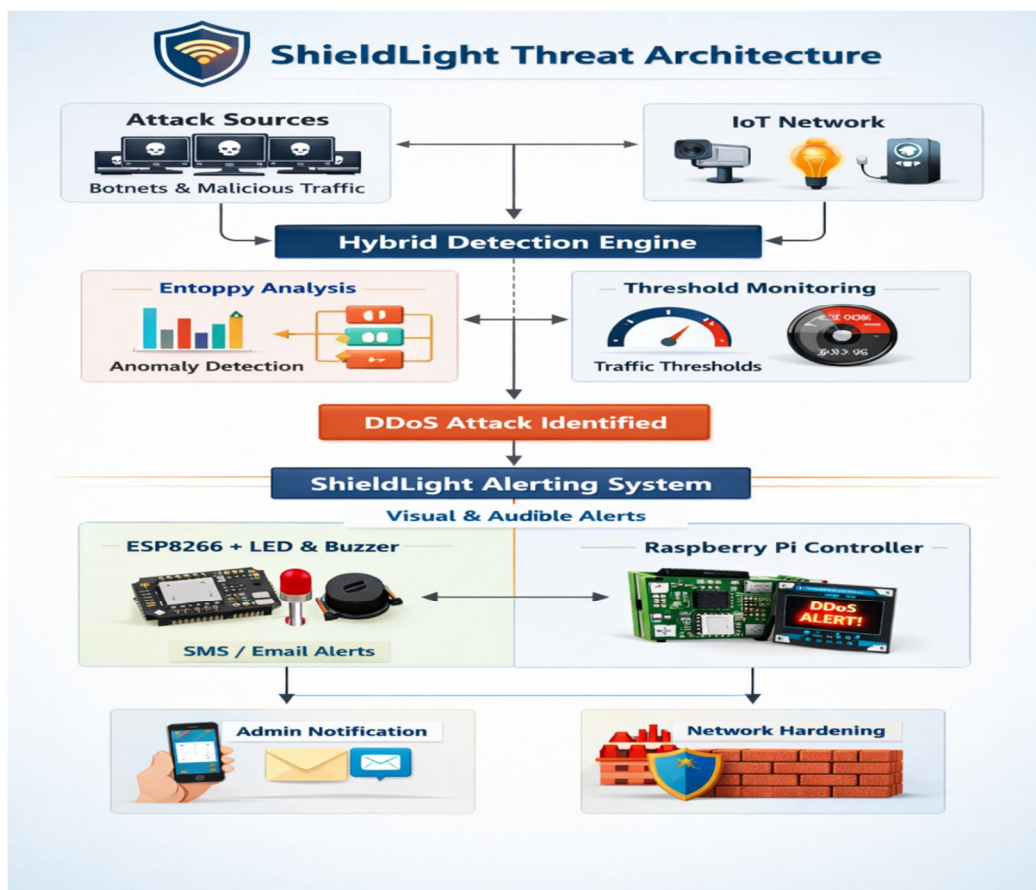 ShieldLight Threat Architecture
Attack Sources
Botnets & Malicious Traffic
IoT Network
Hybrid Detection Engine
Entoppy Analysis
Anomaly Detection
Threshold Monitoring
Traffic Thresholds
DDoS Attack Identified
ShieldLight Alerting System
Visual & Audible Alerts
ESP8266 + LED & Buzzer
SMS / Email Alerts
Raspberry Pi Controller
DDoS
ALERT!
Admin Notification
Network Hardening